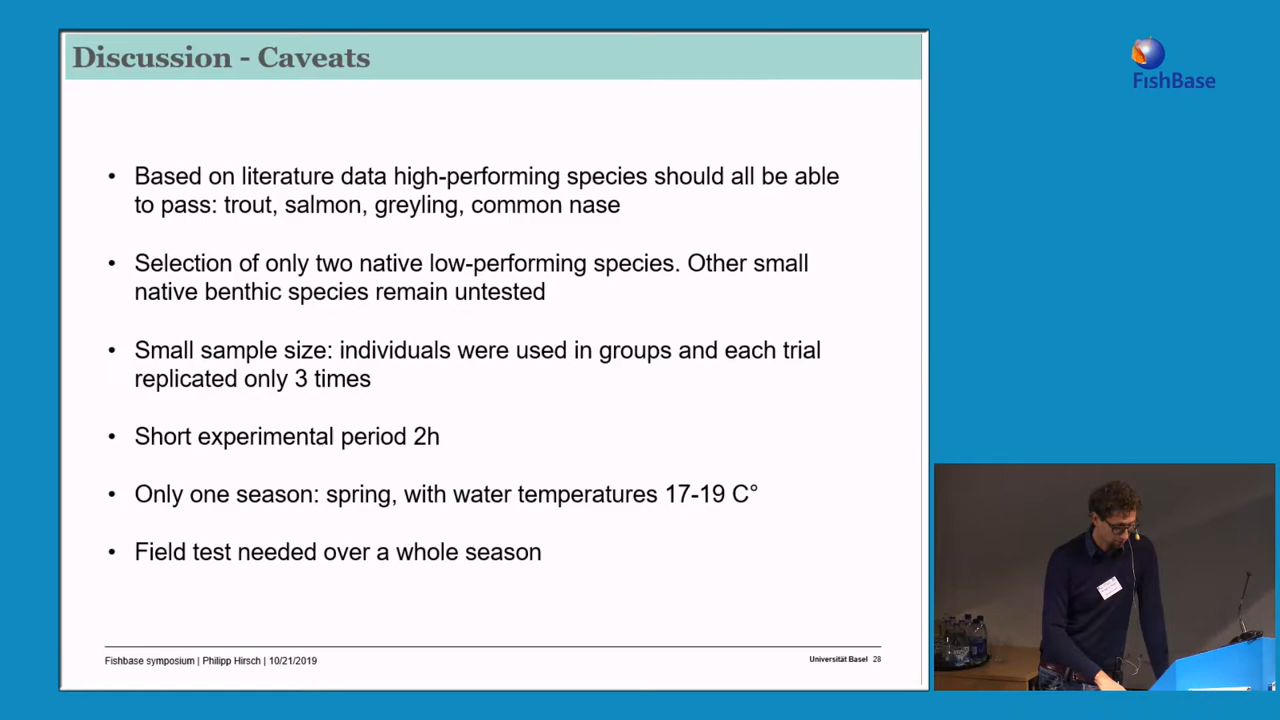 Discussion - Caveats
FishBase
• Based on literature data high-performing species should all be able
to pass: trout, salmon, greyling, common nase
• Selection of only two native low-performing species. Other small
native benthic species remain untested
• Small sample size: individuals were used in groups and each trial
replicated only 3 times
• Short experimental period 2h
• Only one season: spring, with water temperatures 17-19 C°
• Field test needed over a whole season
Fishbase symposium | Philipp Hirsch | 10/21/2019
Universität Basel 28